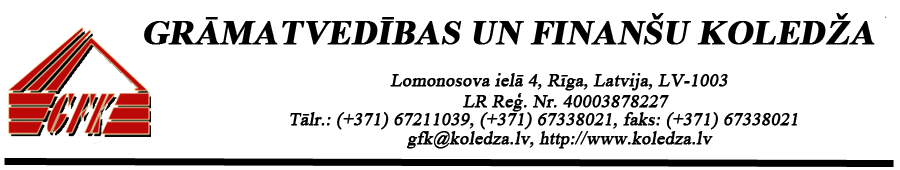 GRĀMATVEDĪBAS UN FINANŠU KOLEDŽA
Lomonosova ielā 4, Rīga, Latvija, LV-1003
LR Reģ. Nr. 40003878227
Tālr.: (+371) 67211039, (+371) 67338021, faks: (+371) 67338021
gfk@koledza.lv, http://www.koledza.lv
GFK